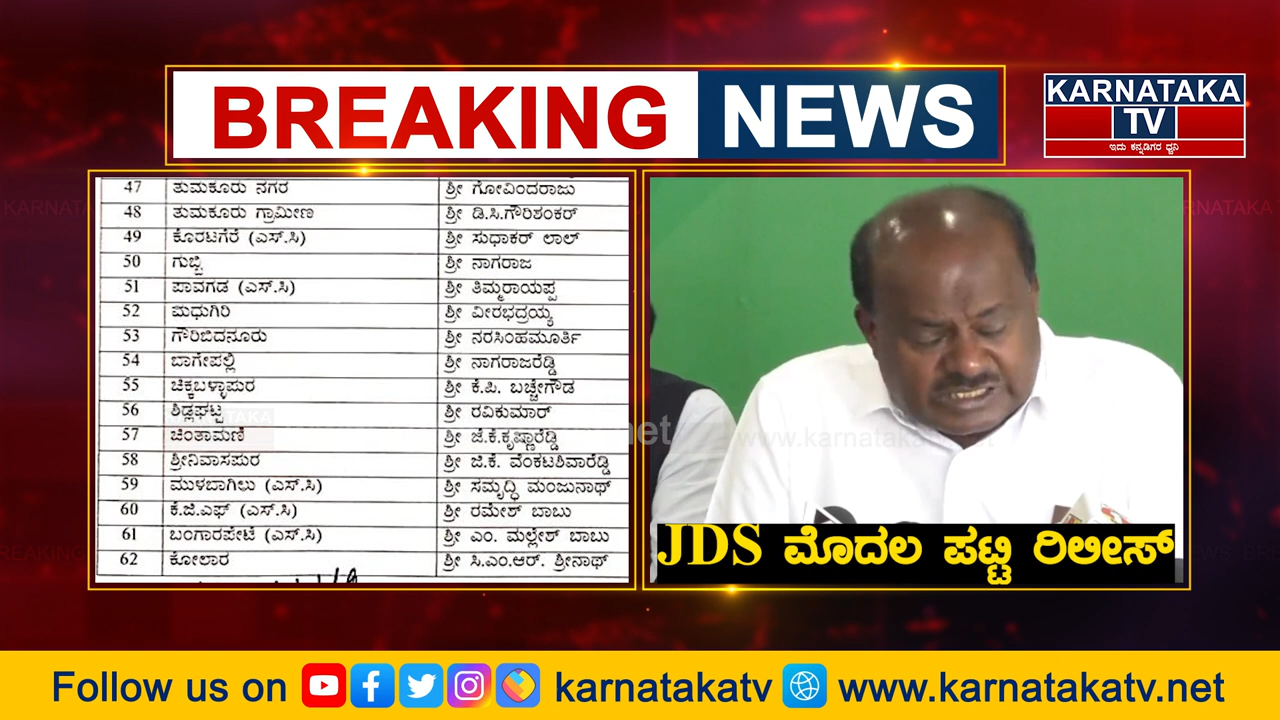 BREAKING NEWS
KARNATAKA
TV
ಇದು ಕನ್ನಡಿಗರ ಧ್ವನಿ
47 ತುಮಕೂರು ನಗರ ಶ್ರೀ ಗೋವಿಂದರಾಜು
48 ತುಮಕೂರು ಗ್ರಾಮೀಣ ಶ್ರೀ ಡಿ.ಸಿ.ಗೌರಿಶಂಕರ್
49 ಕೊರಟಗೆರೆ (ಎಸ್.ಸಿ) ಶ್ರೀ ಸುಧಾಕರ್ ಲಾಲ್
50 ಗುಬ್ಬಿ ಶ್ರೀ ನಾಗರಾಜ
51 ಪಾವಗಡ (ಎಸ್.ಸಿ) ಶ್ರೀ ತಿಮ್ಮರಾಯಪ್ಪ
52 ಮಧುಗಿರಿ ಶ್ರೀ ವೀರಭದ್ರಯ್ಯ
53 ಗೌರಿಬಿದನೂರು ಶ್ರೀ ನರಸಿಂಹಮೂರ್ತಿ
54 ಬಾಗೇಪಲ್ಲಿ ಶ್ರೀ ನಾಗರಾಜರೆಡ್ಡಿ
55 ಚಿಕ್ಕಬಳ್ಳಾಪುರ ಶ್ರೀ ಕೆ.ಪಿ. ಬಚ್ಚೇಗೌಡ
56 ಶಿಡ್ಲಘಟ್ಟ ಶ್ರೀ ರವಿಕುಮಾರ್
57 ಚಿಂತಾಮಣಿ ಶ್ರೀ ಜೆ.ಕೆ.ಕೃಷ್ಣಾರೆಡ್ಡಿ
58 ಶ್ರೀನಿವಾಸಪುರ ಶ್ರೀ ಜಿ.ಕೆ. ವೆಂಕಟಶಿವಾರೆಡ್ಡಿ
59 ಮುಳಬಾಗಿಲು (ಎಸ್.ಸಿ) ಶ್ರೀ ಸಮೃದ್ಧಿ ಮಂಜುನಾಥ್
60 ಕೆ.ಜಿ.ಎಫ್ (ಎಸ್.ಸಿ) ಶ್ರೀ ರಮೇಶ್ ಬಾಬು
61 ಬಂಗಾರಪೇಟೆ (ಎಸ್.ಸಿ) ಶ್ರೀ ಎಂ. ಮಲ್ಲೇಶ್ ಬಾಬು
62 ಕೋಲಾರ ಶ್ರೀ ಸಿ.ಎಂ.ಆರ್. ಶ್ರೀನಾಥ್
JDS ಮೊದಲ ಪಟ್ಟಿ ರಿಲೀಸ್
Follow us on karnatakatv www.karnatakatv.net